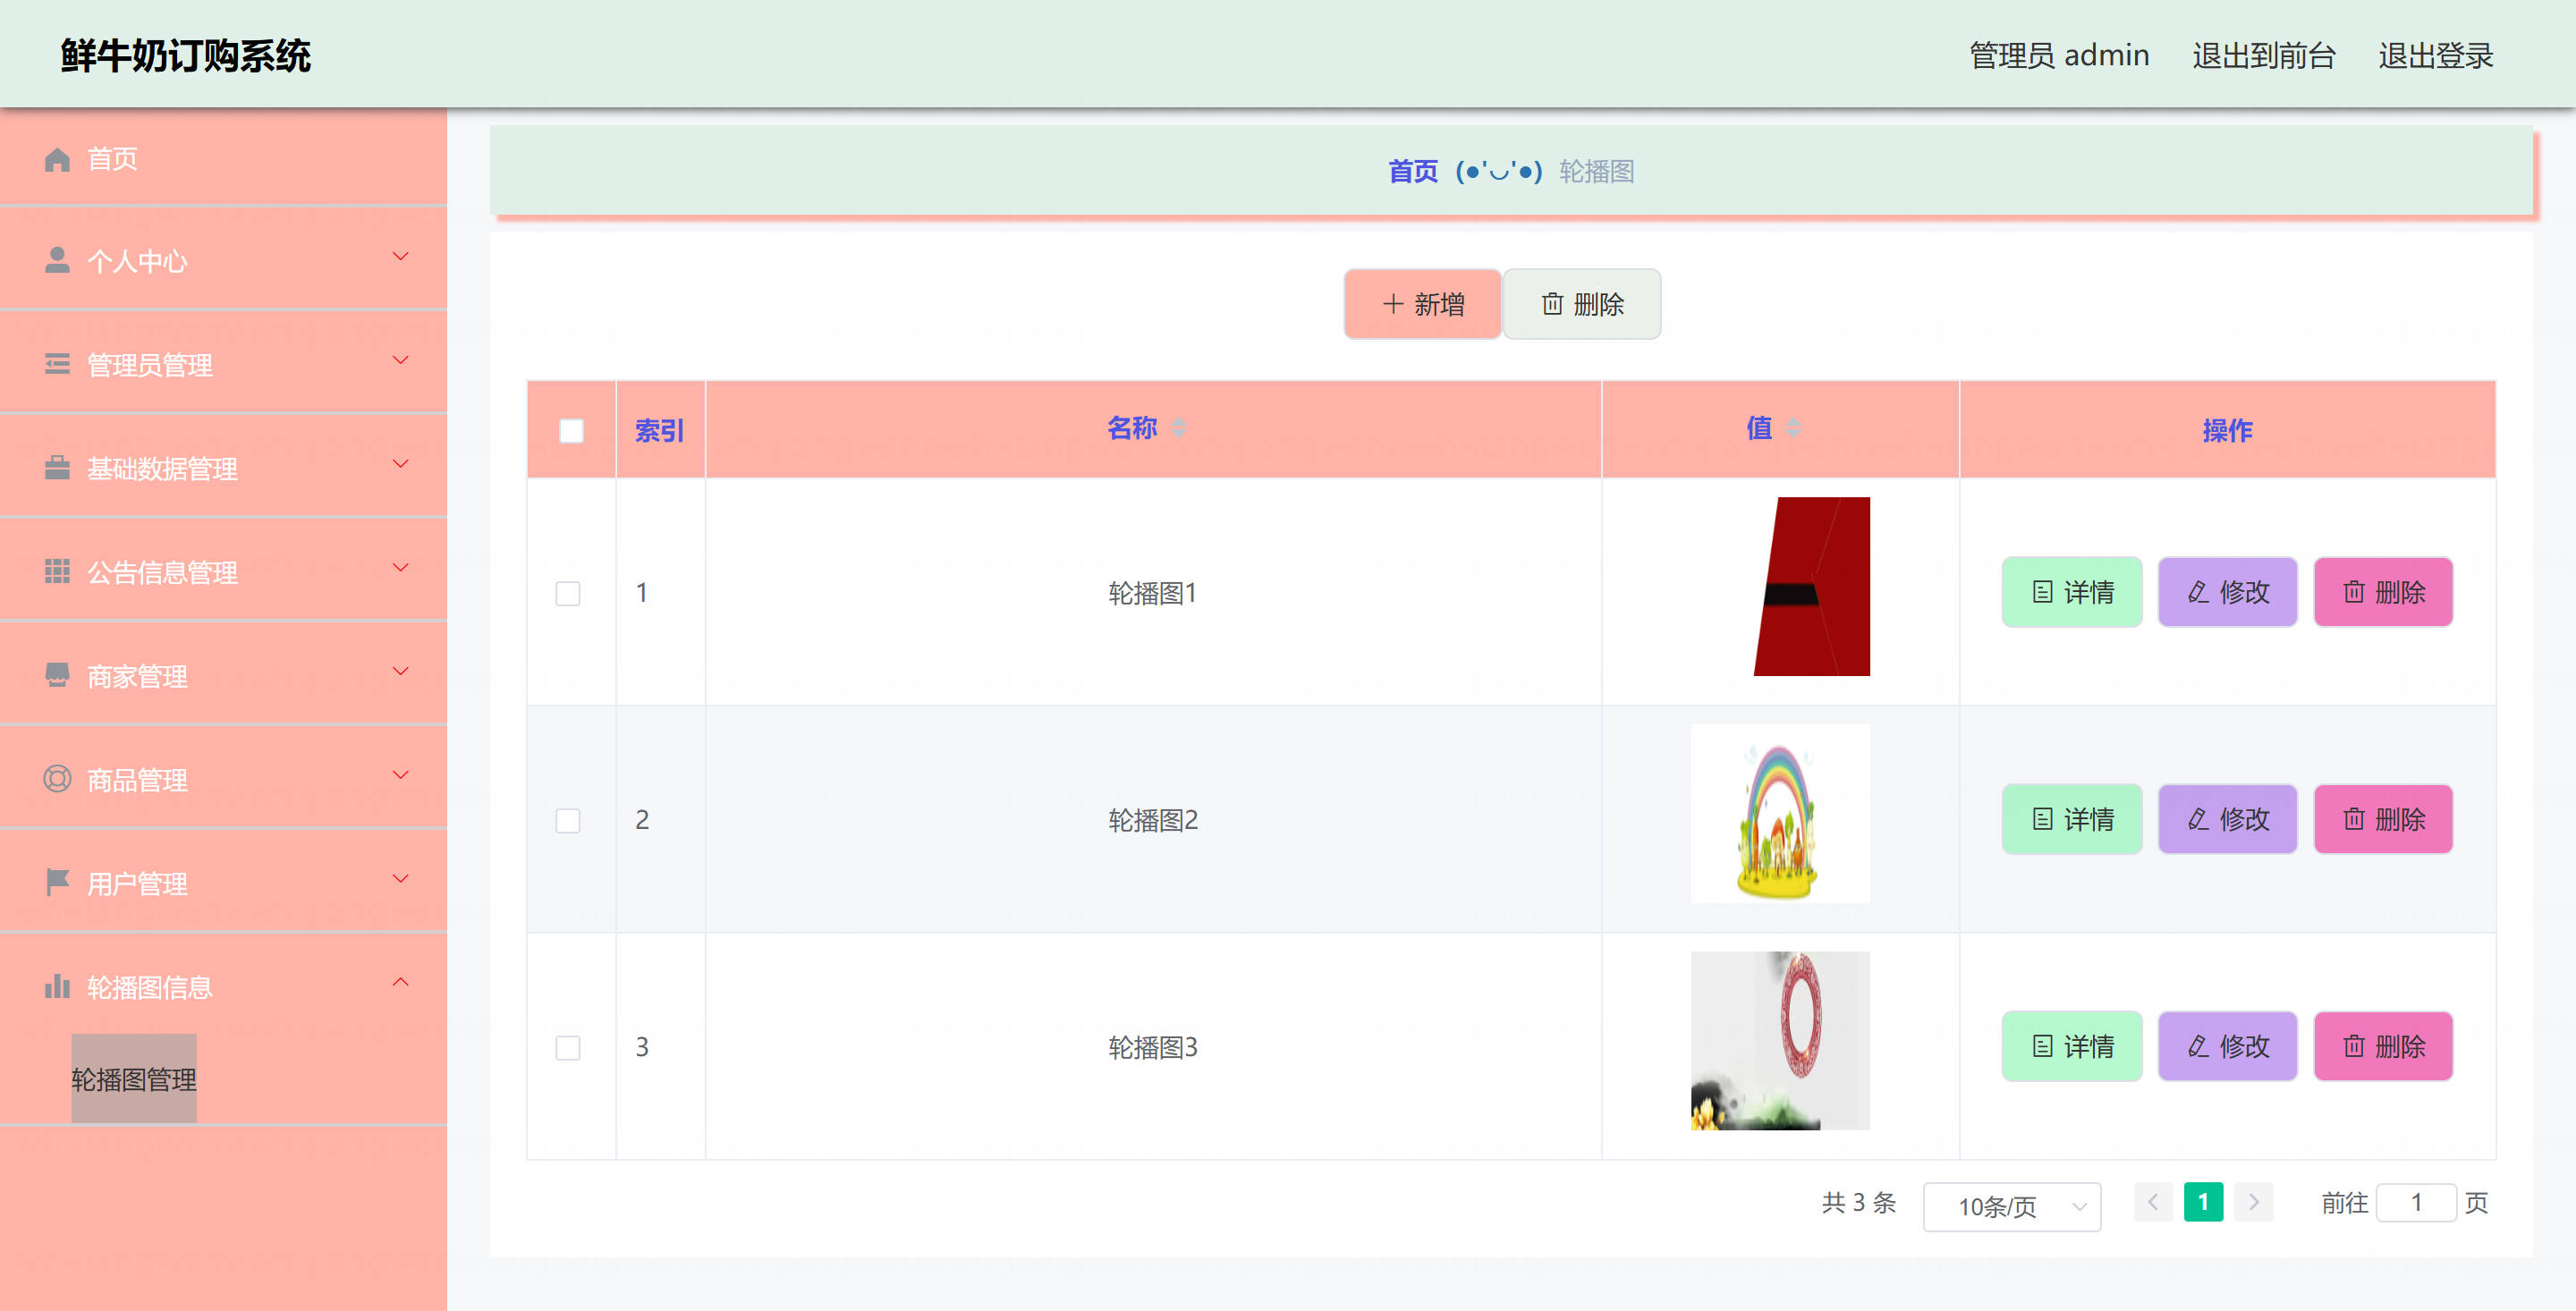 鲜牛奶订购系统
管理员 admin 退出到前台 退出登录
首页
个人中心
管理员管理
基础数据管理
公告信息管理
商家管理
商品管理
用户管理
轮播图信息
轮播图管理
首页 (●'◡'●) 轮播图
新增 删除
索引 名称 值 操作
1 轮播图1 详情 修改 删除
2 轮播图2 详情 修改 删除
3 轮播图3 详情 修改 删除
共 3 条 10条/页 1 前往 1 页